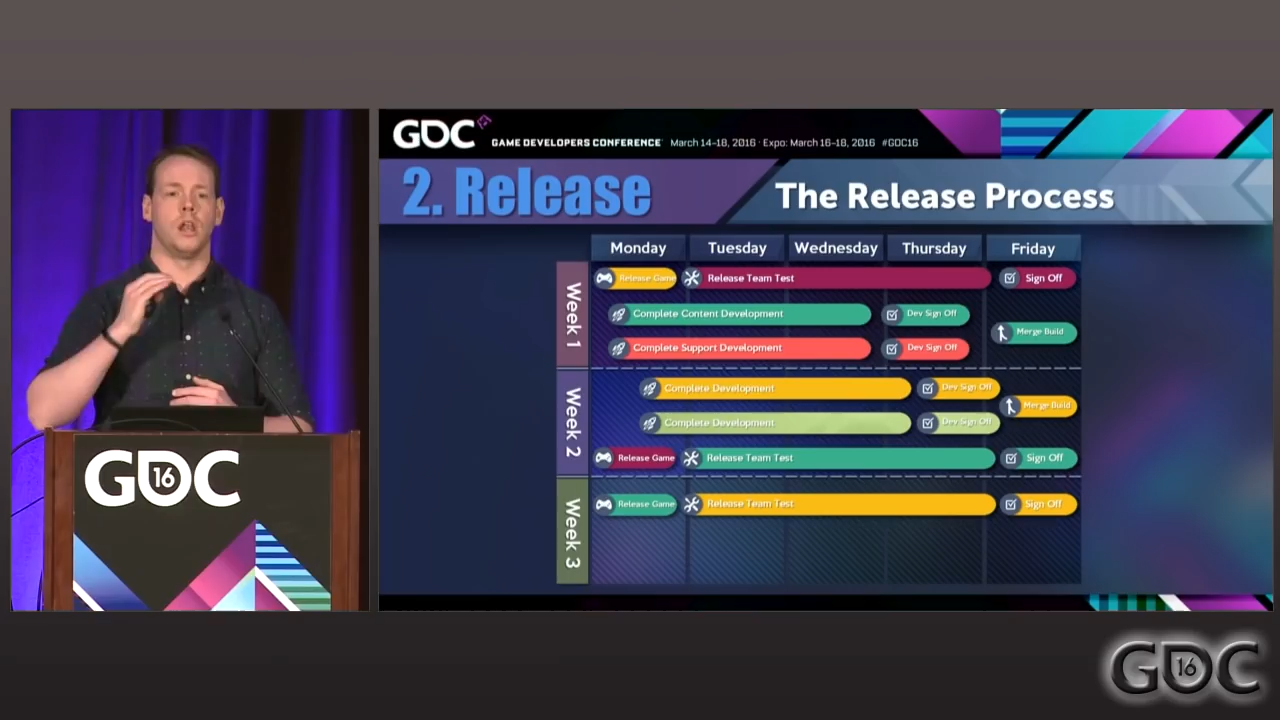 GDC
GAME DEVELOPERS CONFERENCE March 14-18, 2016 · Expo: March 16-18, 2016 #GDC16
2. Release
The Release Process
Monday Tuesday Wednesday Thursday Friday
Week 1
Release Game Release Team Test Sign Off
Complete Content Development Dev Sign Off
Merge Build
Complete Support Development Dev Sign Off
Week 2
Complete Development Dev Sign Off
Merge Build
Complete Development Dev Sign Off
Release Game Release Team Test Sign Off
Week 3
Release Game Release Team Test Sign Off
GDC 16
GDC 16